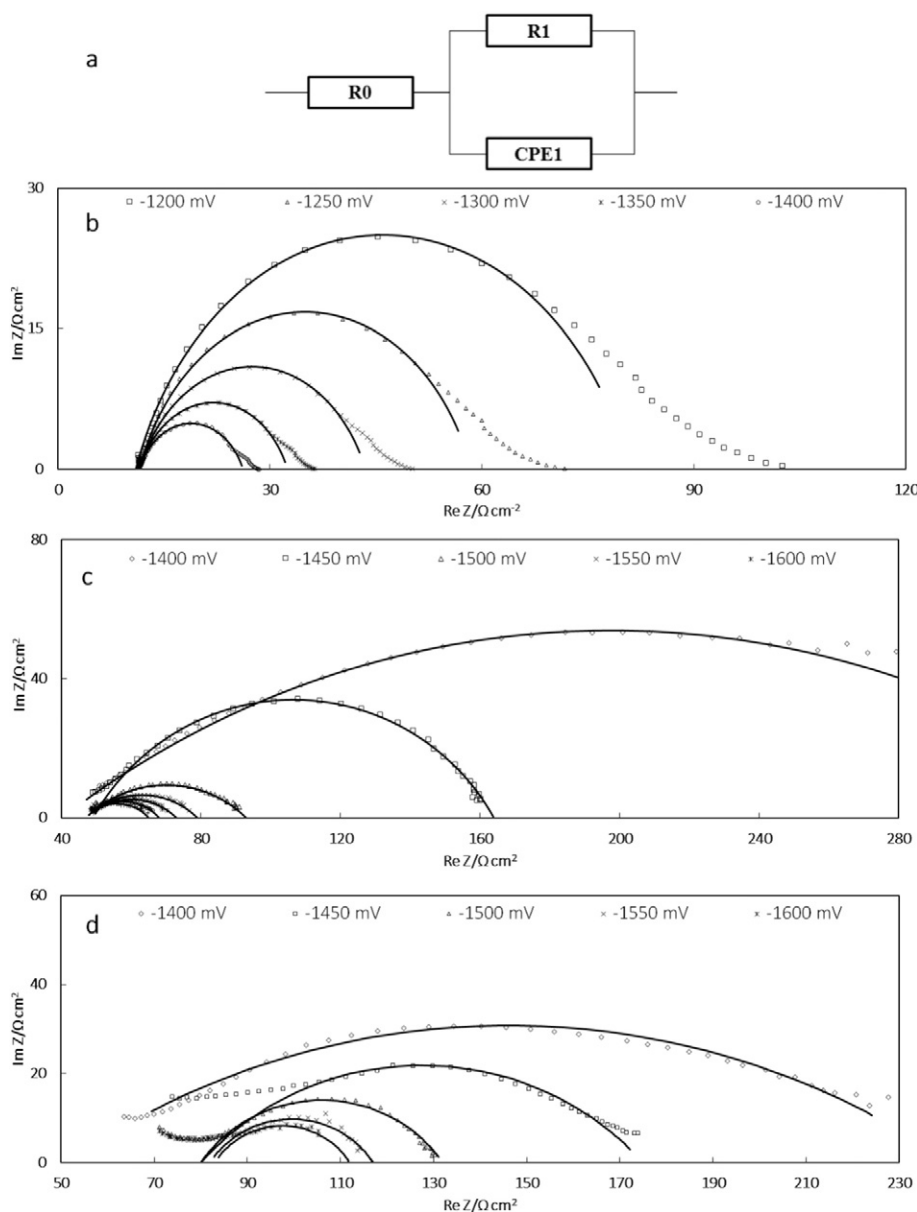 a
R1
R0
CPE1
b
-1200 mV -1250 mV -1300 mV -1350 mV -1400 mV
30
15
0
Im Z/Ω cm²
0 30 60 90 120
Re Z/Ω cm⁻²
c
-1400 mV -1450 mV -1500 mV -1550 mV -1600 mV
80
40
0
Im Z/Ω cm²
40 80 120 160 200 240 280
Re Z/Ω cm²
d
-1400 mV -1450 mV -1500 mV -1550 mV -1600 mV
60
40
20
0
Im Z/Ω cm²
50 70 90 110 130 150 170 190 210 230
Re Z/Ω cm²